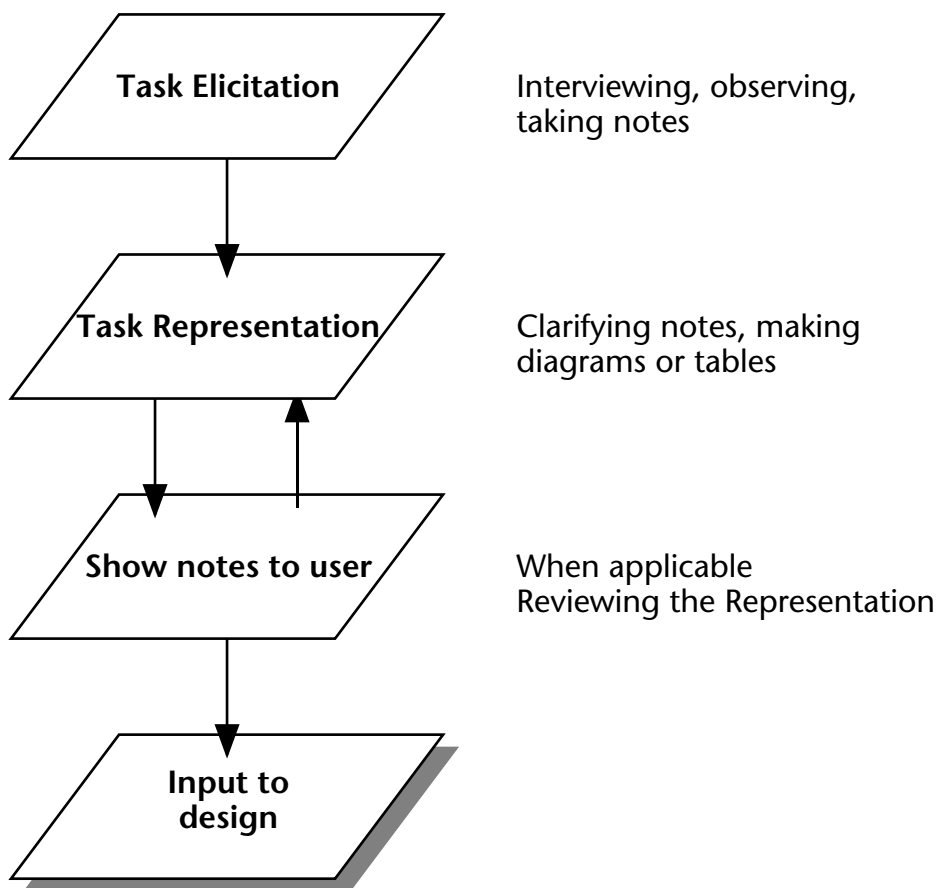 Task Elicitation
Interviewing, observing,
taking notes
Task Representation
Clarifying notes, making
diagrams or tables
Show notes to user
When applicable
Reviewing the Representation
Input to
design